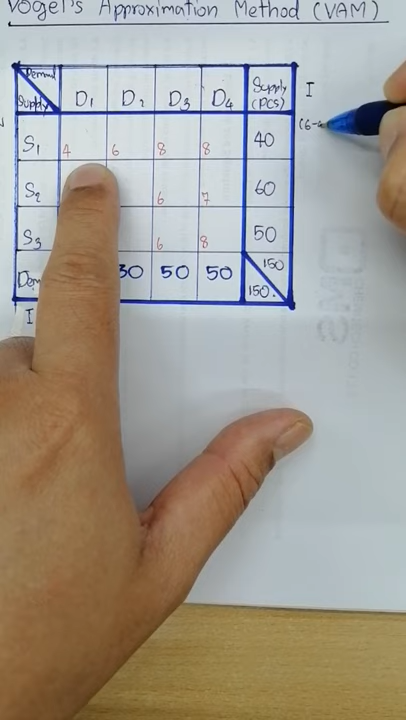 Vogel's Approximation Method (VAM)
Demand
Supply D1 D2 D3 D4 Supply (pcs) I
S1 4 6 8 8 40 (6-4
S2 6 7 60
S3 6 8 50
30 50 50 150
150.
I